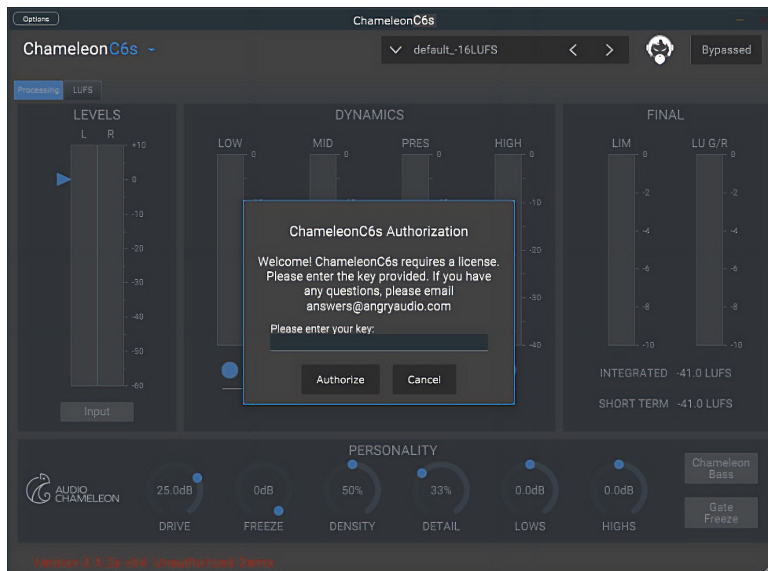 Options
ChameleonC6s
ChameleonC6s
default_-16LUFS
Bypassed
Processing LUFS
LEVELS
L R
+10
0
-10
-20
-30
-40
-50
-60
Input
DYNAMICS
LOW MID PRES HIGH
0 0 0 0
-10
-20
-30
-40
FINAL
LIM LU G/R
0 0
-2 -2
-4 -4
-6 -6
-8 -8
-10 -10
INTEGRATED -41.0 LUFS
SHORT TERM -41.0 LUFS
ChameleonC6s Authorization
Welcome! ChameleonC6s requires a license.
Please enter the key provided. If you have
any questions, please email
answers@angryaudio.com
Please enter your key:
Authorize Cancel
PERSONALITY
AUDIO
CHAMELEON
25.0dB 0dB 50% 33% 0.0dB 0.0dB
DRIVE FREEZE DENSITY DETAIL LOWS HIGHS
Chameleon
Bass
Gate
Freeze